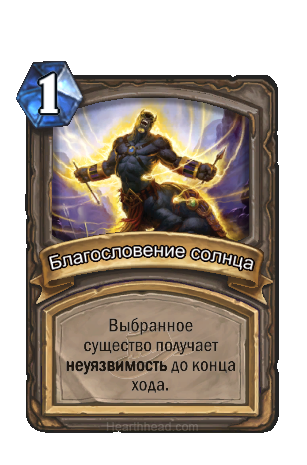 1
Благословение солнца
Выбранное
существо получает
неуязвимость до конца
хода.
Hearthhead.com